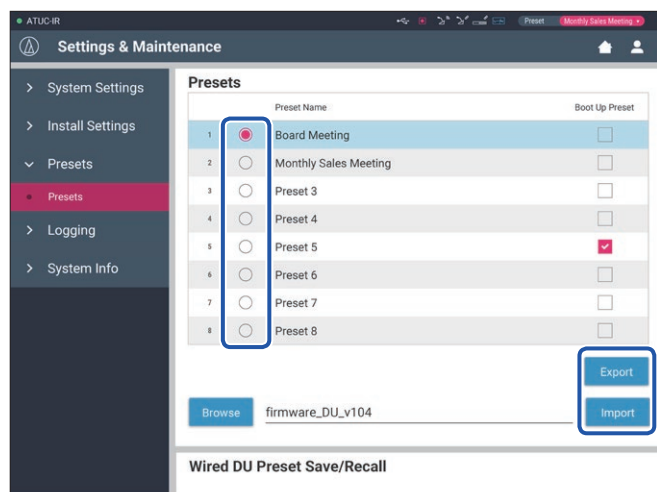 ATUC-IR
Preset Monthly Sales Meeting
Settings & Maintenance
System Settings
Install Settings
Presets
Presets
Logging
System Info
Presets
Preset Name Boot Up Preset
1 Board Meeting
2 Monthly Sales Meeting
3 Preset 3
4 Preset 4
5 Preset 5
6 Preset 6
7 Preset 7
8 Preset 8
Export
Browse firmware_DU_v104 Import
Wired DU Preset Save/Recall